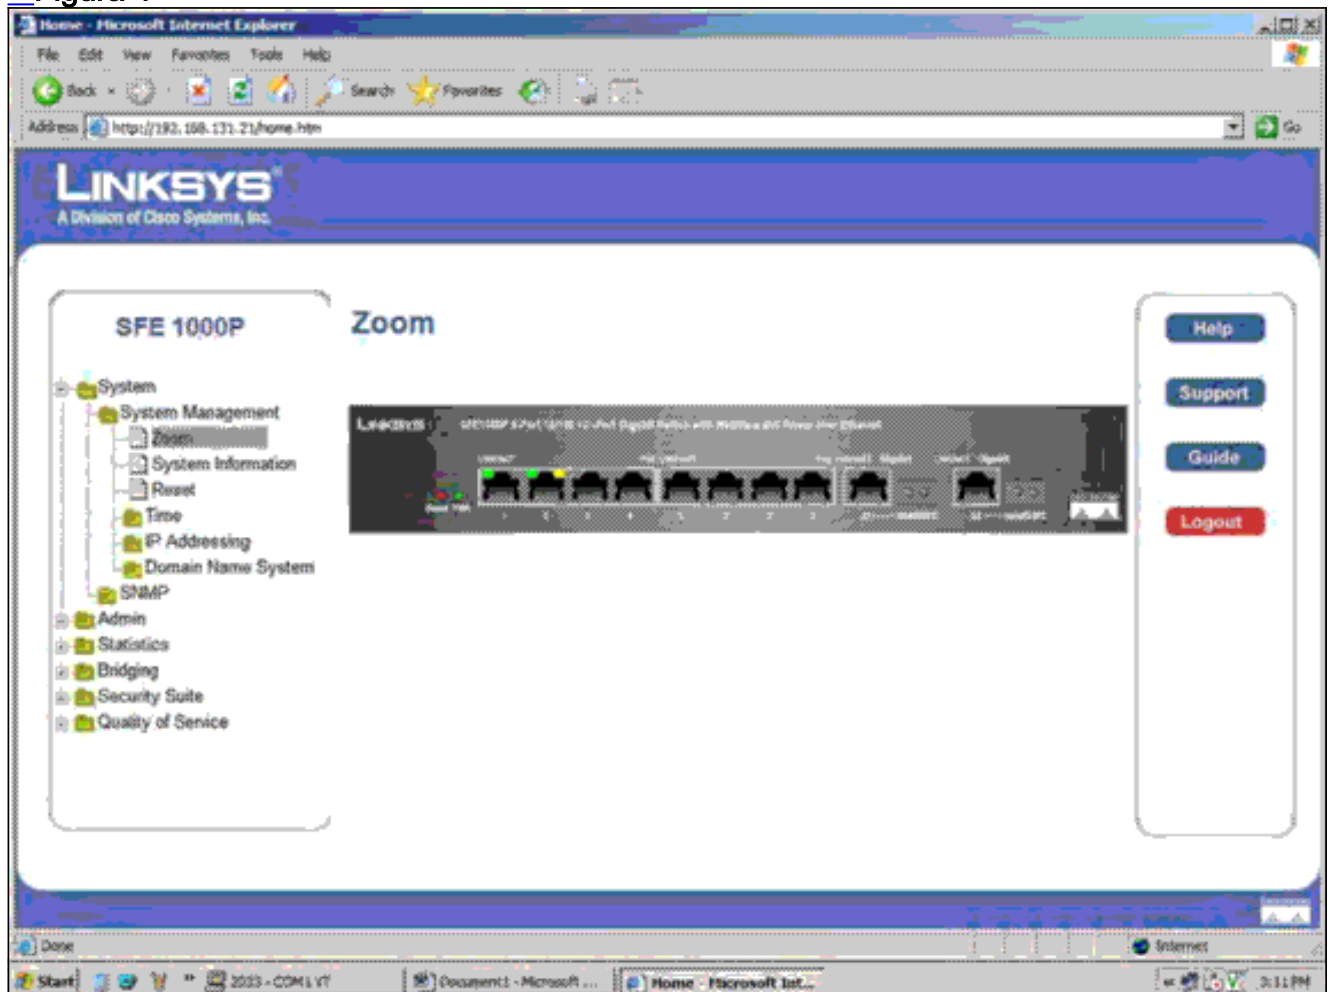 Home - Microsoft Internet Explorer
File Edit View Favorites Tools Help
Back Search Favorites
Address http://192.168.131.21/home.htm Go
LINKSYS®
A Division of Cisco Systems, Inc.
SFE 1000P
System
System Management
Zoom
System Information
Reset
Time
IP Addressing
Domain Name System
SNMP
Admin
Statistics
Bridging
Security Suite
Quality of Service
Zoom
LINKSYS
Help
Support
Guide
Logout
Done
Internet
Start
Document1 - Microsoft ...
Home - Microsoft Int...
3:11 PM